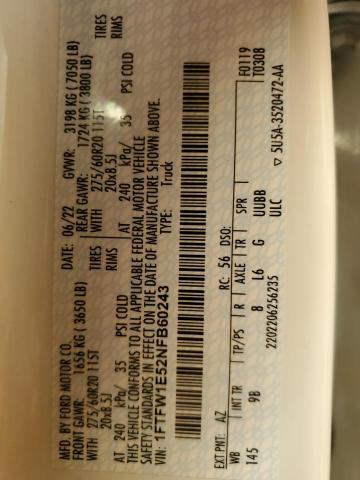 MFD. BY FORD MOTOR CO.
DATE: 06/22 GVWR: 3198 KG ( 7050 LB)
FRONT GAWR: 1656 KG ( 3650 LB) REAR GAWR: 1724 KG ( 3800 LB)
WITH 275/60R20 115T TIRES WITH 275/60R20 115T TIRES
20x8.5J RIMS 20x8.5J RIMS
AT 240 kPa/ 35 PSI COLD AT 240 kPa/ 35 PSI COLD
THIS VEHICLE CONFORMS TO ALL APPLICABLE FEDERAL MOTOR VEHICLE
SAFETY STANDARDS IN EFFECT ON THE DATE OF MANUFACTURE SHOWN ABOVE.
VIN: 1FTFW1E52NFB60243 TYPE: Truck
F0119
T0308
EXT PNT: AZ RC: 56 DSO:
WB INT TR TP/PS R AXLE TR SPR
145 9B 8 L6 G UUBB
ULC
2202206256235 ▽ 5U5A-3520472-AA